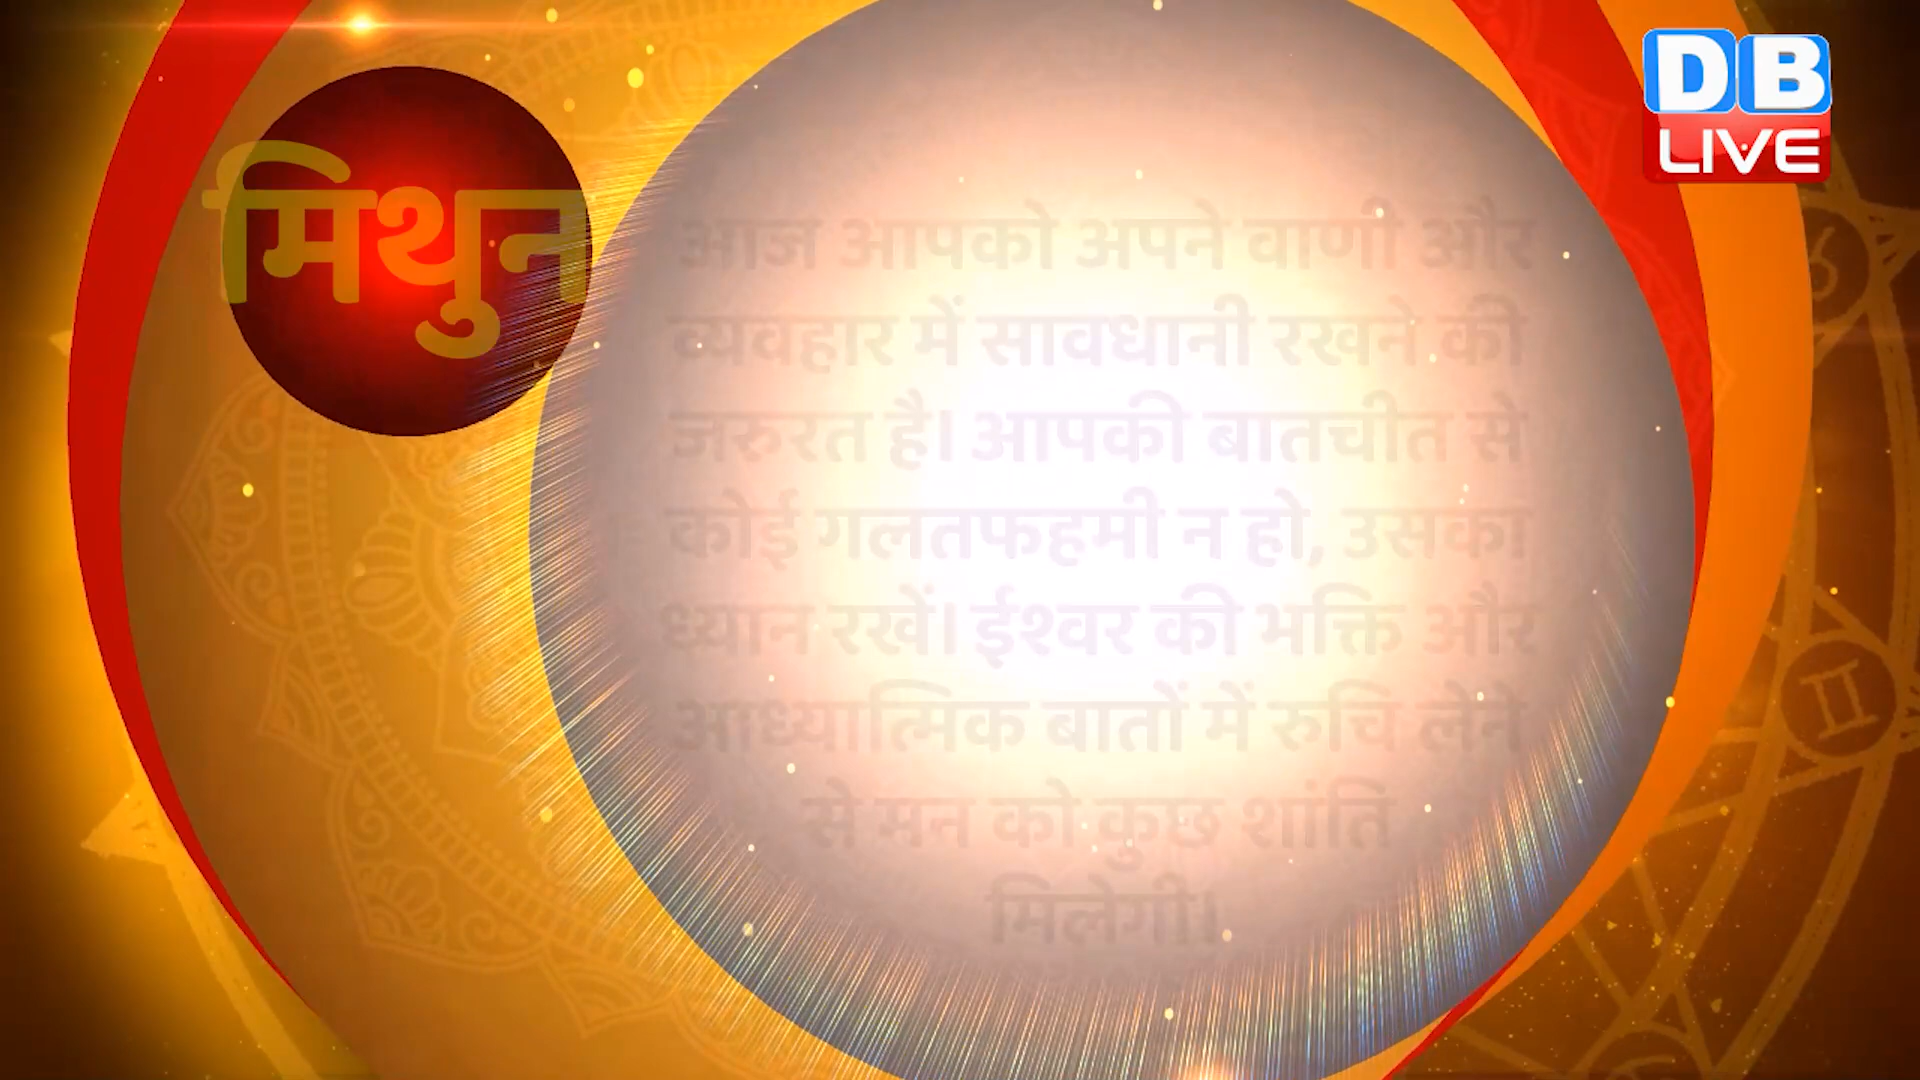 DB
LIVE
मिथुन
आज आपको अपने वाणी और
व्यवहार में सावधानी रखने की
जरुरत है। आपकी बातचीत से
कोई गलतफहमी न हो, उसका
ध्यान रखें। ईश्वर की भक्ति और
आध्यात्मिक बातों में रुचि लेने
से मन को कुछ शांति
मिलेगी।